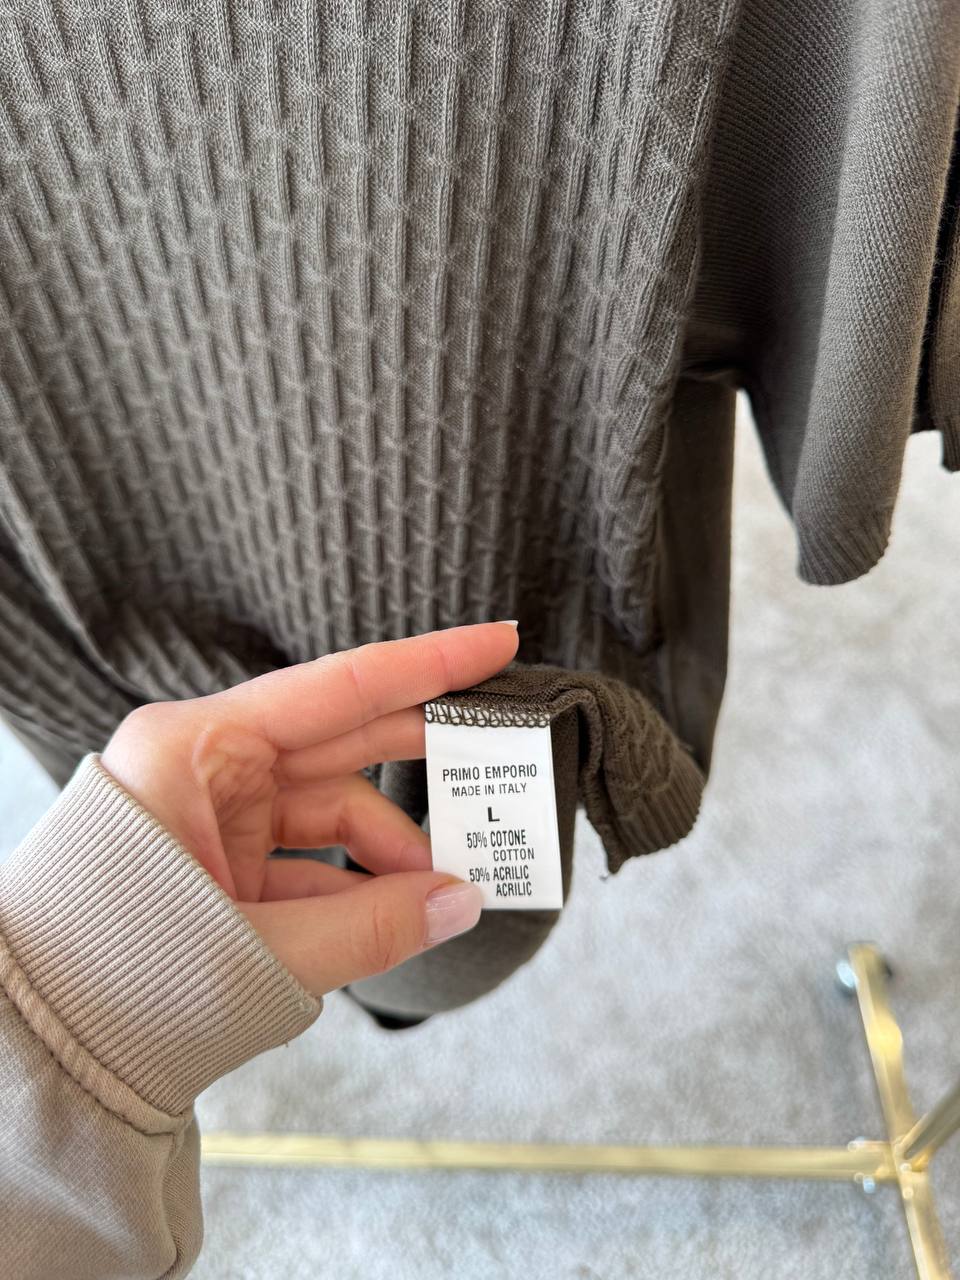 PRIMO EMPORIO
MADE IN ITALY
L
50% COTONE
COTTON
50% ACRILIC
ACRILIC